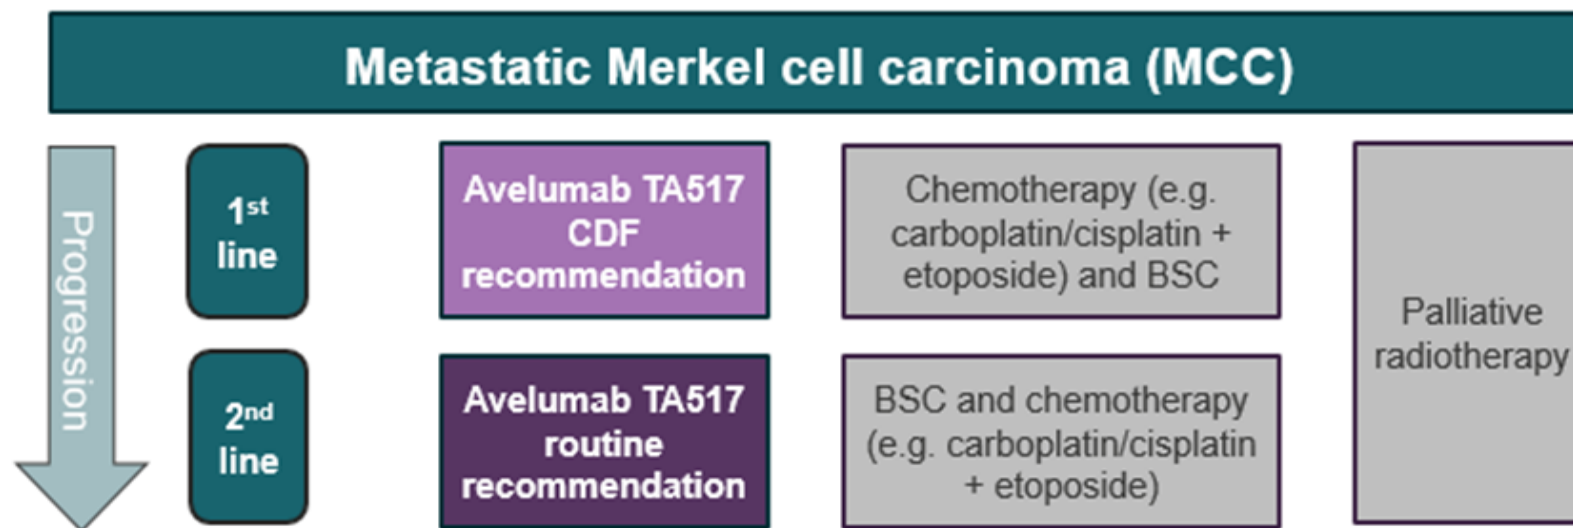 Metastatic Merkel cell carcinoma (MCC)
Progression
1st
line
Avelumab TA517
CDF
recommendation
Chemotherapy (e.g.
carboplatin/cisplatin +
etoposide) and BSC
Palliative
radiotherapy
2nd
line
Avelumab TA517
routine
recommendation
BSC and chemotherapy
(e.g. carboplatin/cisplatin
+ etoposide)